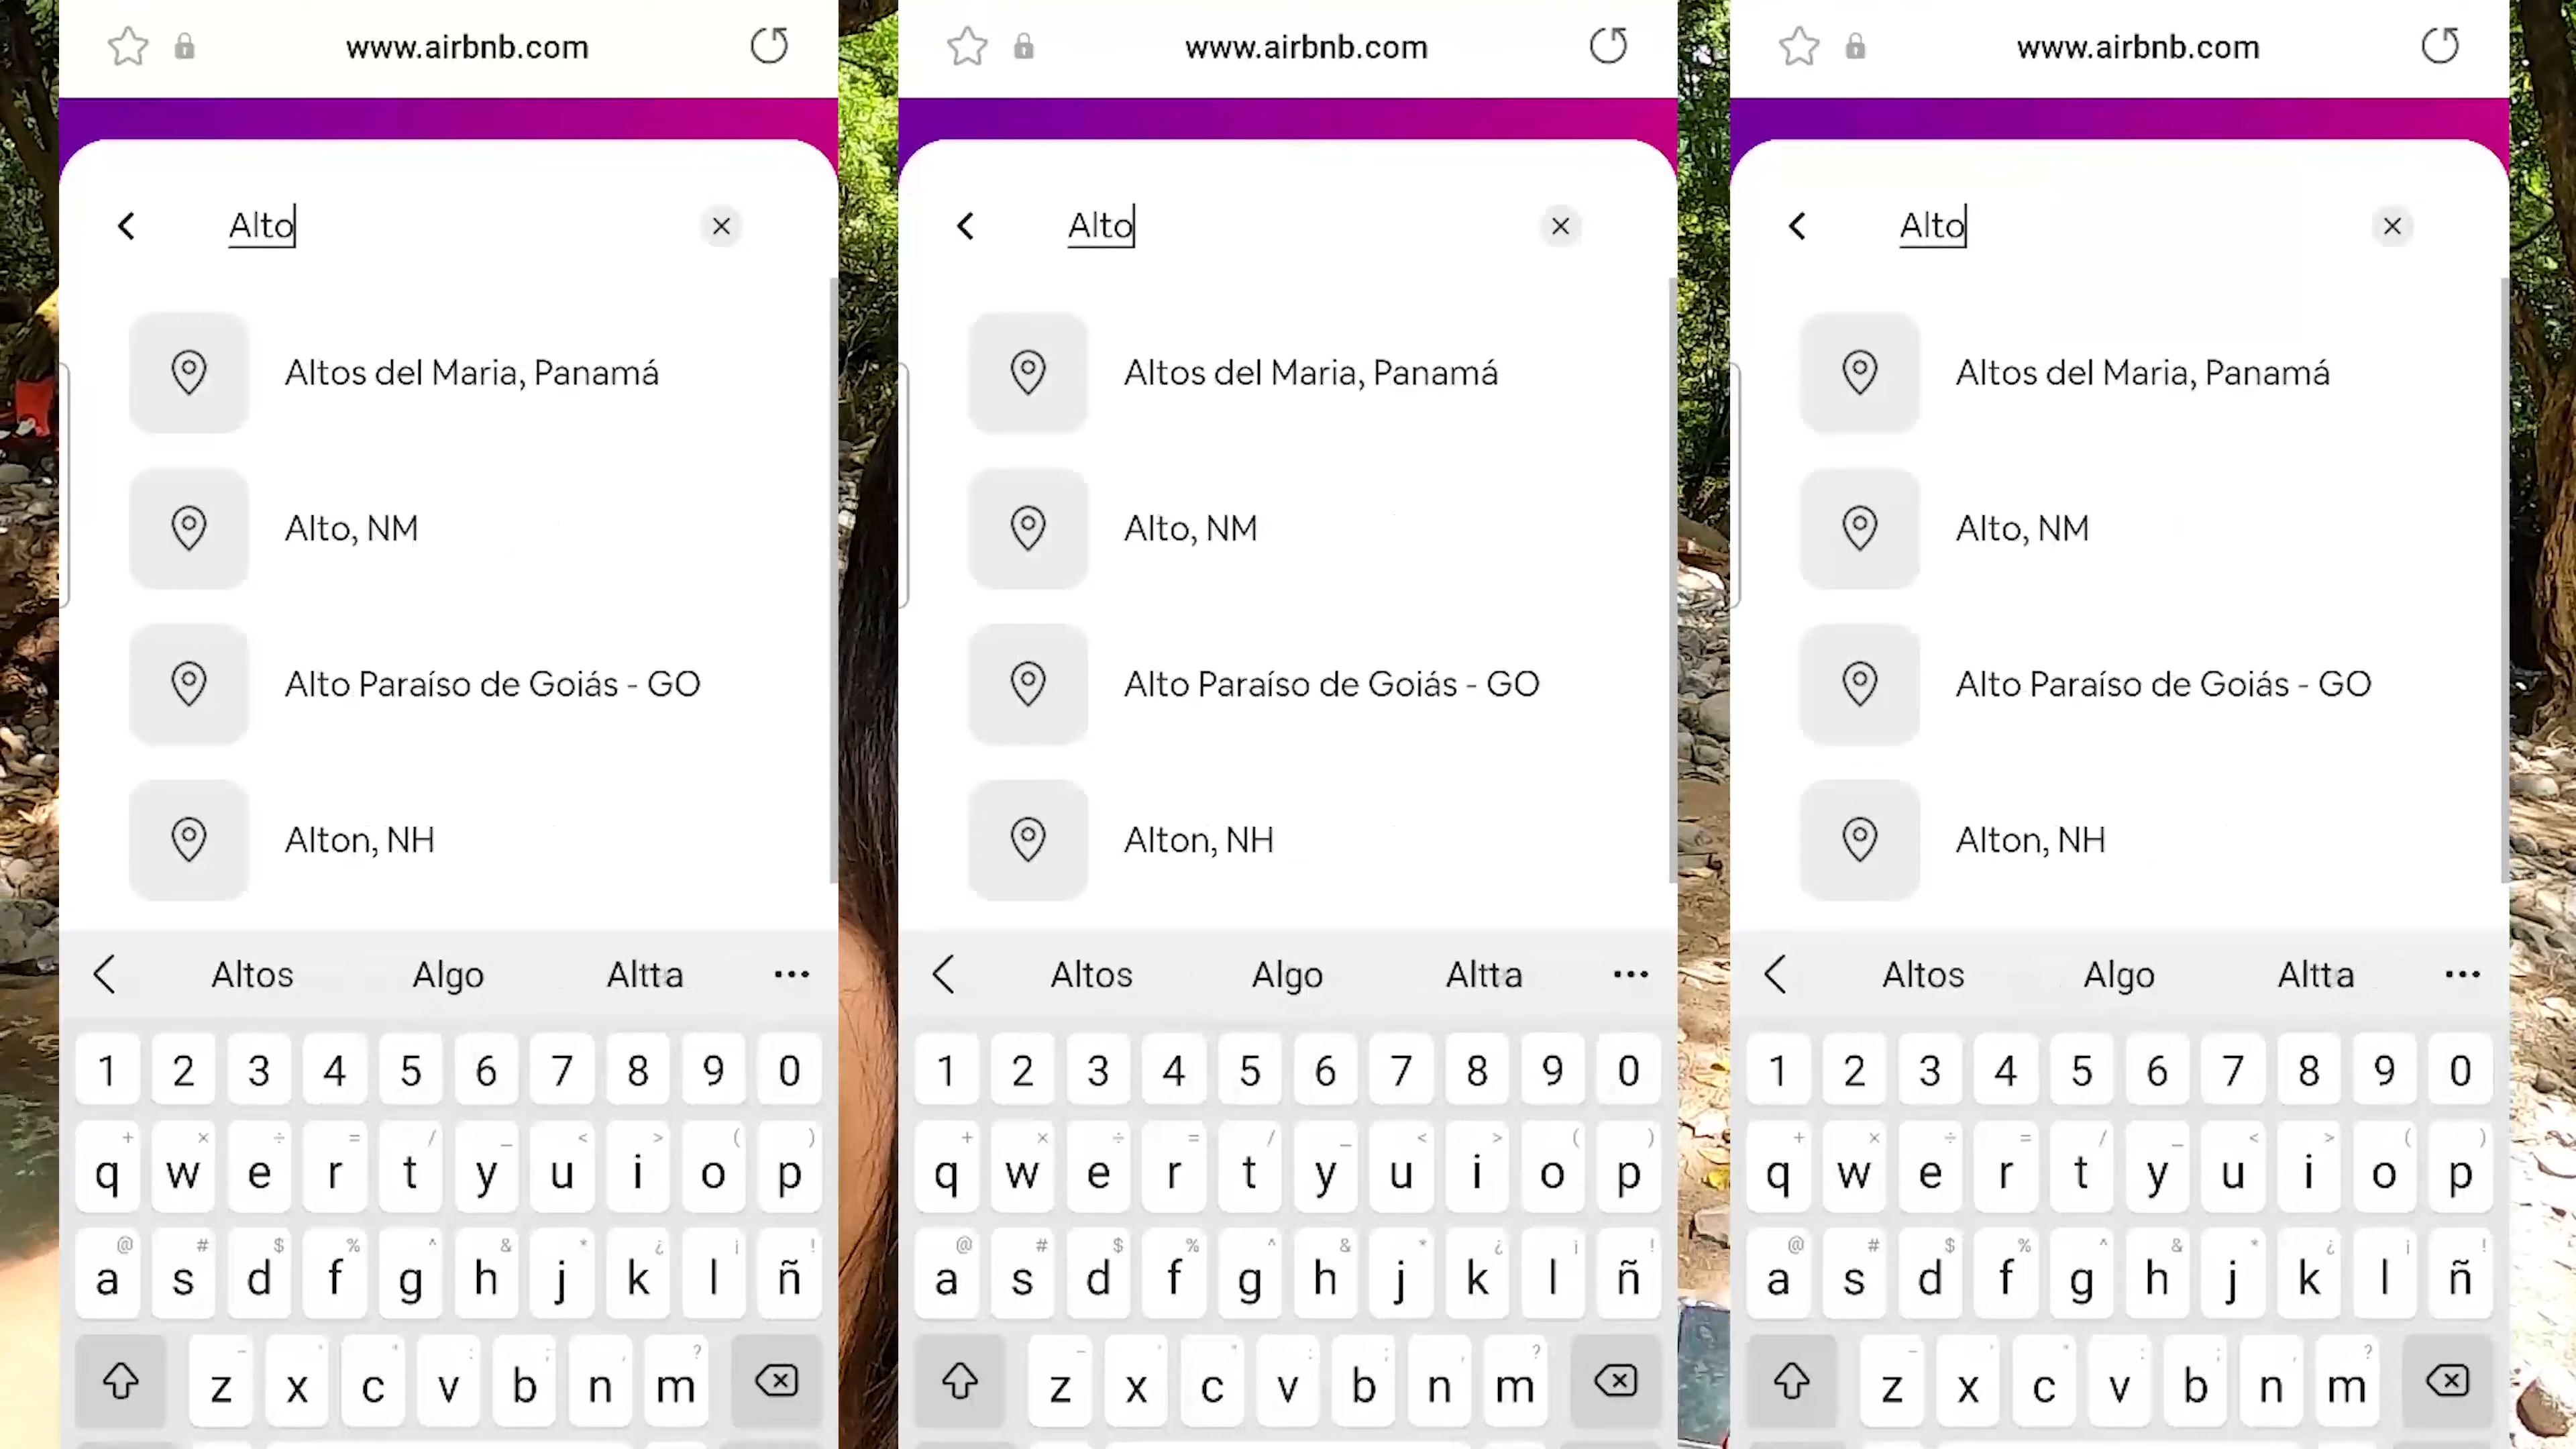 www.airbnb.com
Alto
Altos del Maria, Panamá
Alto, NM
Alto Paraíso de Goiás - GO
Alton, NH
Altos Algo Altta ...
1 2 3 4 5 6 7 8 9 0
+ × ÷ = / _ < > ( )
q w e r t y u i o p
@ # $ % ^ & * ¿ ¡ !
a s d f g h j k l ñ
z x c v b n m ?
www.airbnb.com
Alto
Altos del Maria, Panamá
Alto, NM
Alto Paraíso de Goiás - GO
Alton, NH
Altos Algo Altta ...
1 2 3 4 5 6 7 8 9 0
+ × ÷ = / _ < > ( )
q w e r t y u i o p
@ # $ % ^ & * ¿ ¡ !
a s d f g h j k l ñ
z x c v b n m ?
www.airbnb.com
Alto
Altos del Maria, Panamá
Alto, NM
Alto Paraíso de Goiás - GO
Alton, NH
Altos Algo Altta ...
1 2 3 4 5 6 7 8 9 0
+ × ÷ = / _ < > ( )
q w e r t y u i o p
@ # $ % ^ & * ¿ ¡ !
a s d f g h j k l ñ
z x c v b n m ?